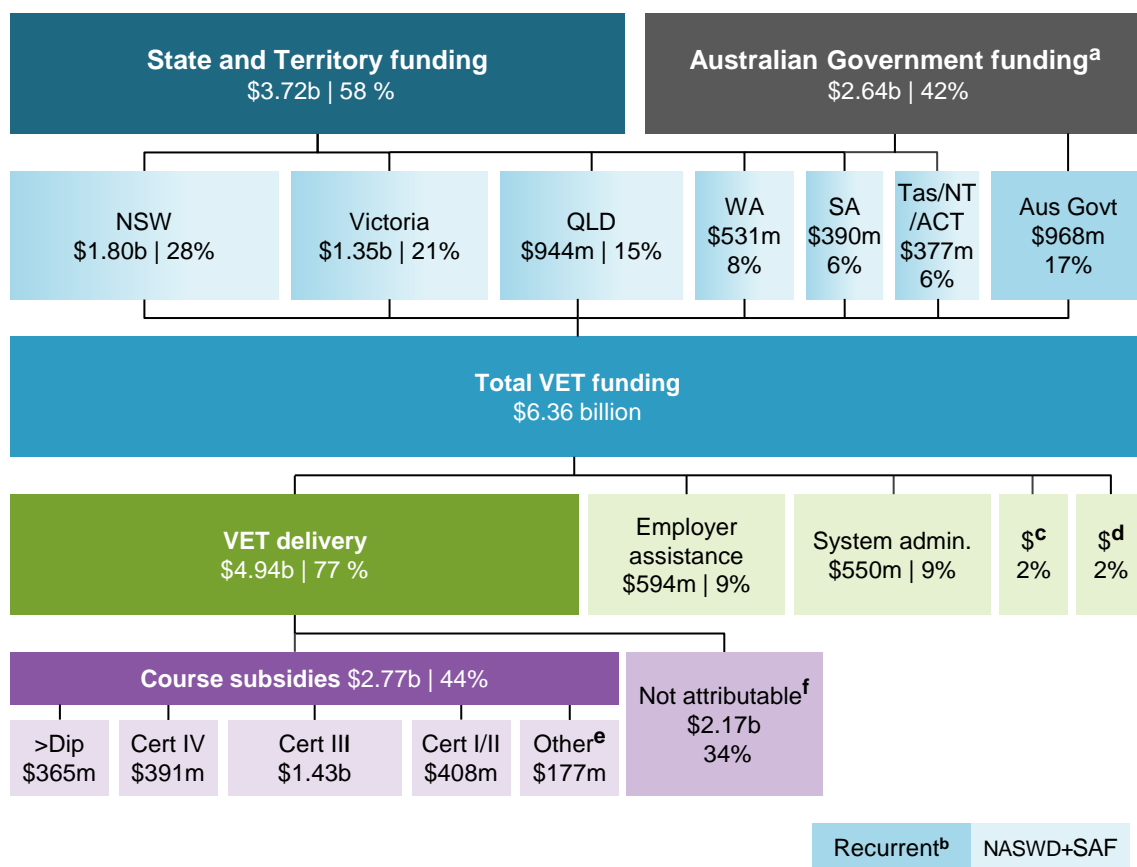 State and Territory funding
$3.72b | 58 %
Australian Government fundingᵃ
$2.64b | 42%
NSW
$1.80b | 28%
Victoria
$1.35b | 21%
QLD
$944m | 15%
WA
$531m
8%
SA
$390m
6%
Tas/NT
/ACT
$377m
6%
Aus Govt
$968m
17%
Total VET funding
$6.36 billion
VET delivery
$4.94b | 77 %
Employer
assistance
$594m | 9%
System admin.
$550m | 9%
$ᶜ
2%
$ᵈ
2%
Course subsidies $2.77b | 44%
>Dip
$365m
Cert IV
$391m
Cert III
$1.43b
Cert I/II
$408m
Otherᵉ
$177m
Not attributableᶠ
$2.17b
34%
Recurrentᵇ
NASWD+SAF